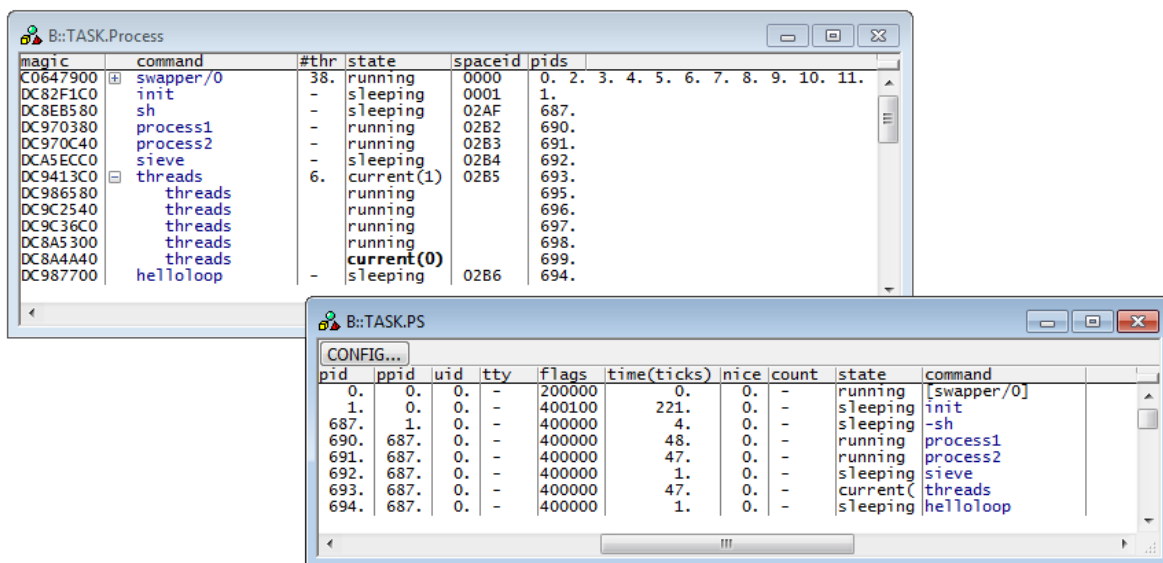 B::TASK.Process
magic command #thr state spaceid pids
C0647900 swapper/0 38. running 0000 0. 2. 3. 4. 5. 6. 7. 8. 9. 10. 11.
DC82F1C0 init - sleeping 0001 1.
DC8EB580 sh - sleeping 02AF 687.
DC970380 process1 - running 02B2 690.
DC970C40 process2 - running 02B3 691.
DCA5ECC0 sieve - sleeping 02B4 692.
DC9413C0 threads 6. current(1) 02B5 693.
DC986580 threads running 695.
DC9C2540 threads running 696.
DC9C36C0 threads running 697.
DC8A5300 threads running 698.
DC8A4A40 threads current(0) 699.
DC987700 helloloop - sleeping 02B6 694.
B::TASK.PS
CONFIG...
pid ppid uid tty flags time(ticks) nice count state command
0. 0. 0. - 200000 0. 0. - running [swapper/0]
1. 0. 0. - 400100 221. 0. - sleeping init
687. 1. 0. - 400000 4. 0. - sleeping -sh
690. 687. 0. - 400000 48. 0. - running process1
691. 687. 0. - 400000 47. 0. - running process2
692. 687. 0. - 400000 1. 0. - sleeping sieve
693. 687. 0. - 400000 47. 0. - current( threads
694. 687. 0. - 400000 1. 0. - sleeping helloloop